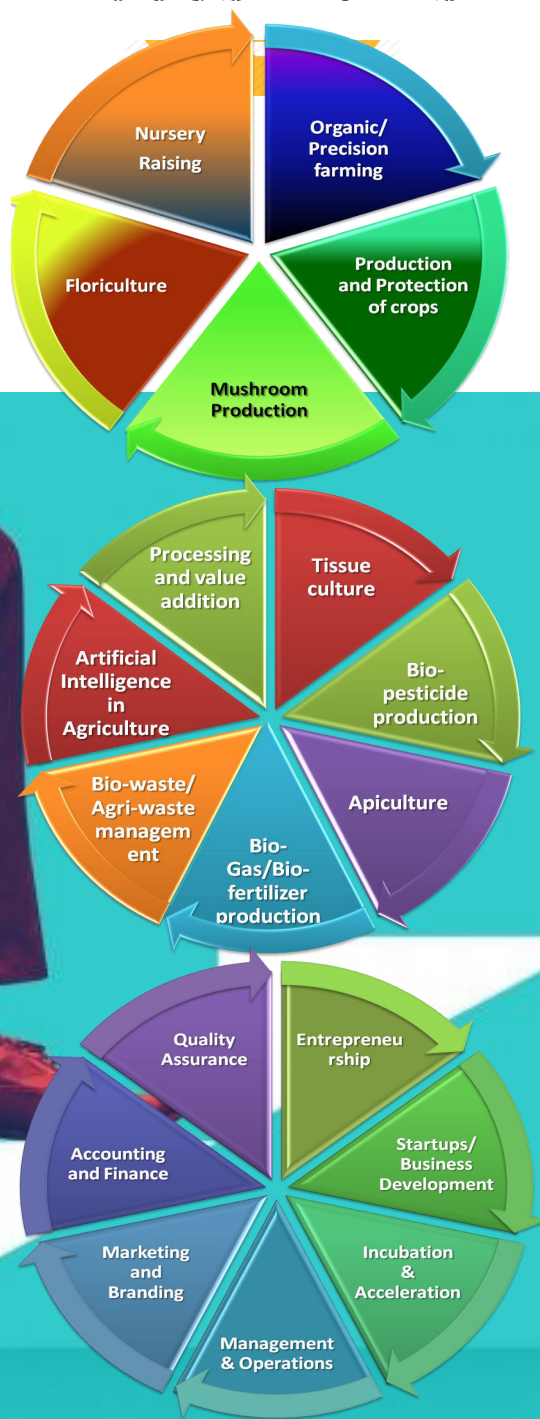 Nursery
Raising
Organic/
Precision
farming
Floriculture
Production
and Protection
of crops
Mushroom
Production
Processing
and value
addition
Tissue
culture
Artificial
Intelligence
in
Agriculture
Bio-
pesticide
production
Bio-waste/
Agri-waste
managem
ent
Apiculture
Bio-
Gas/Bio-
fertilizer
production
Quality
Assurance
Entrepreneu
rship
Accounting
and Finance
Startups/
Business
Development
Marketing
and
Branding
Incubation
&
Acceleration
Management
& Operations